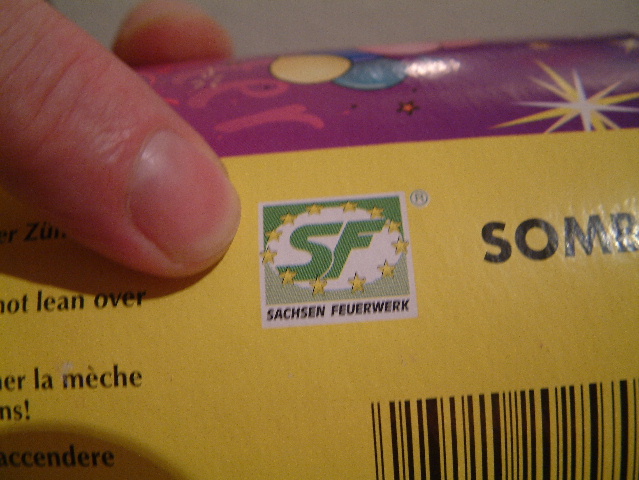 SF
®
SACHSEN FEUERWERK
SOMB
er Zün
not lean over
er la mèche
ns!
accendere